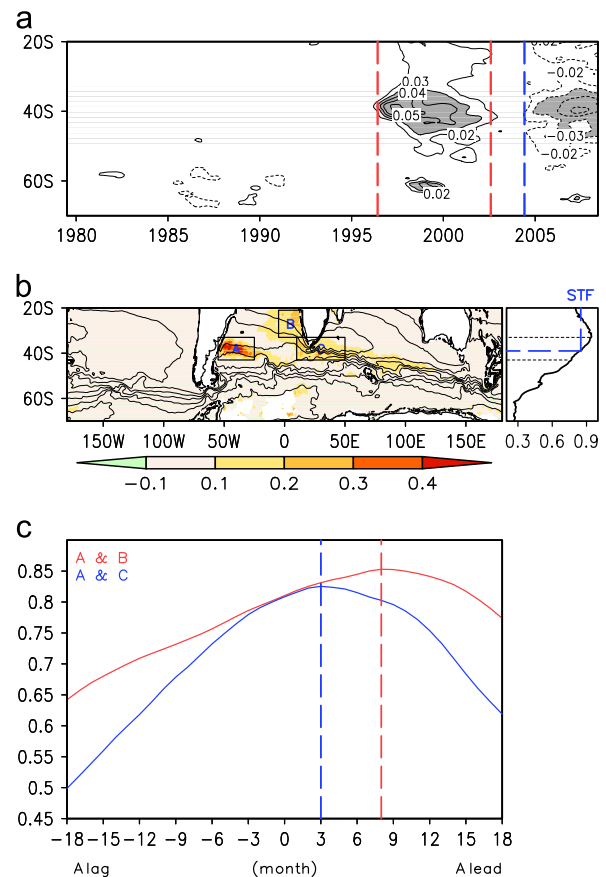 a
20S
40S
60S
0.03
0.04
0.05
-0.02
0.02
0.02
-0.02
-0.03
-0.02
1980 1985 1990 1995 2000 2005
b
STF
20S
40S
60S
A
B
150W 100W 50W 0 50E 100E 150E
0.3 0.6 0.9
-0.1 0.1 0.2 0.3 0.4
c
A & B
A & C
0.85
0.8
0.75
0.7
0.65
0.6
0.55
0.5
0.45
-18 -15 -12 -9 -6 -3 0 3 6 9 12 15 18
A lag (month) A lead